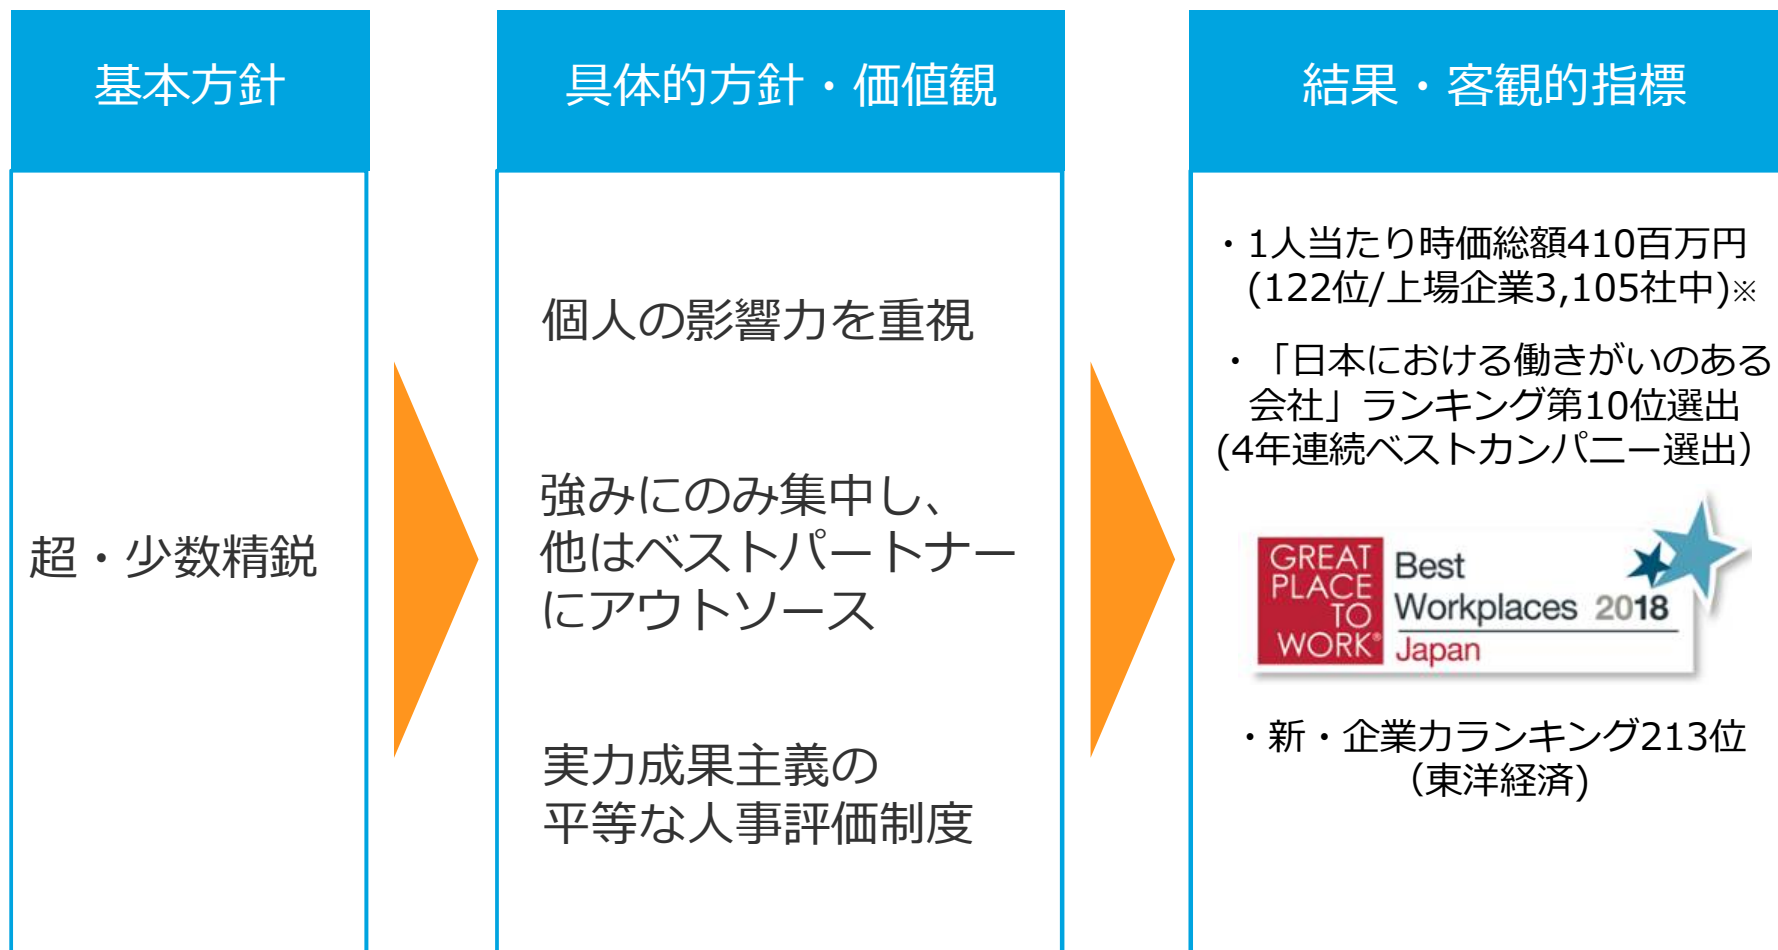 基本方針
超・少数精鋭
具体的方針・価値観
個人の影響力を重視
強みにのみ集中し、
他はベストパートナー
にアウトソース
実力成果主義の
平等な人事評価制度
結果・客観的指標
・1人当たり時価総額410百万円
(122位/上場企業3,105社中)※
・「日本における働きがいのある
会社」ランキング第10位選出
(4年連続ベストカンパニー選出）
GREAT
PLACE
TO
WORK®
Best
Workplaces 2018
Japan
・新・企業力ランキング213位
（東洋経済)